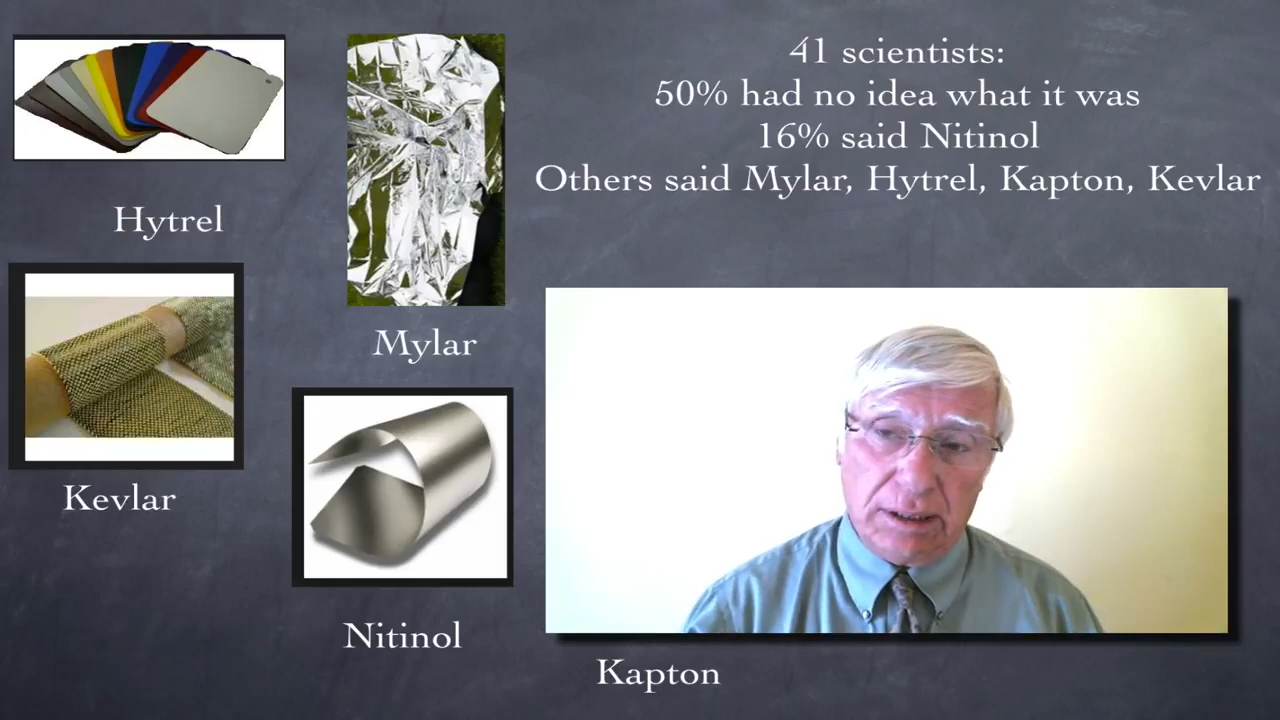 41 scientists:
50% had no idea what it was
16% said Nitinol
Others said Mylar, Hytrel, Kapton, Kevlar
Hytrel
Mylar
Kevlar
Nitinol
Kapton